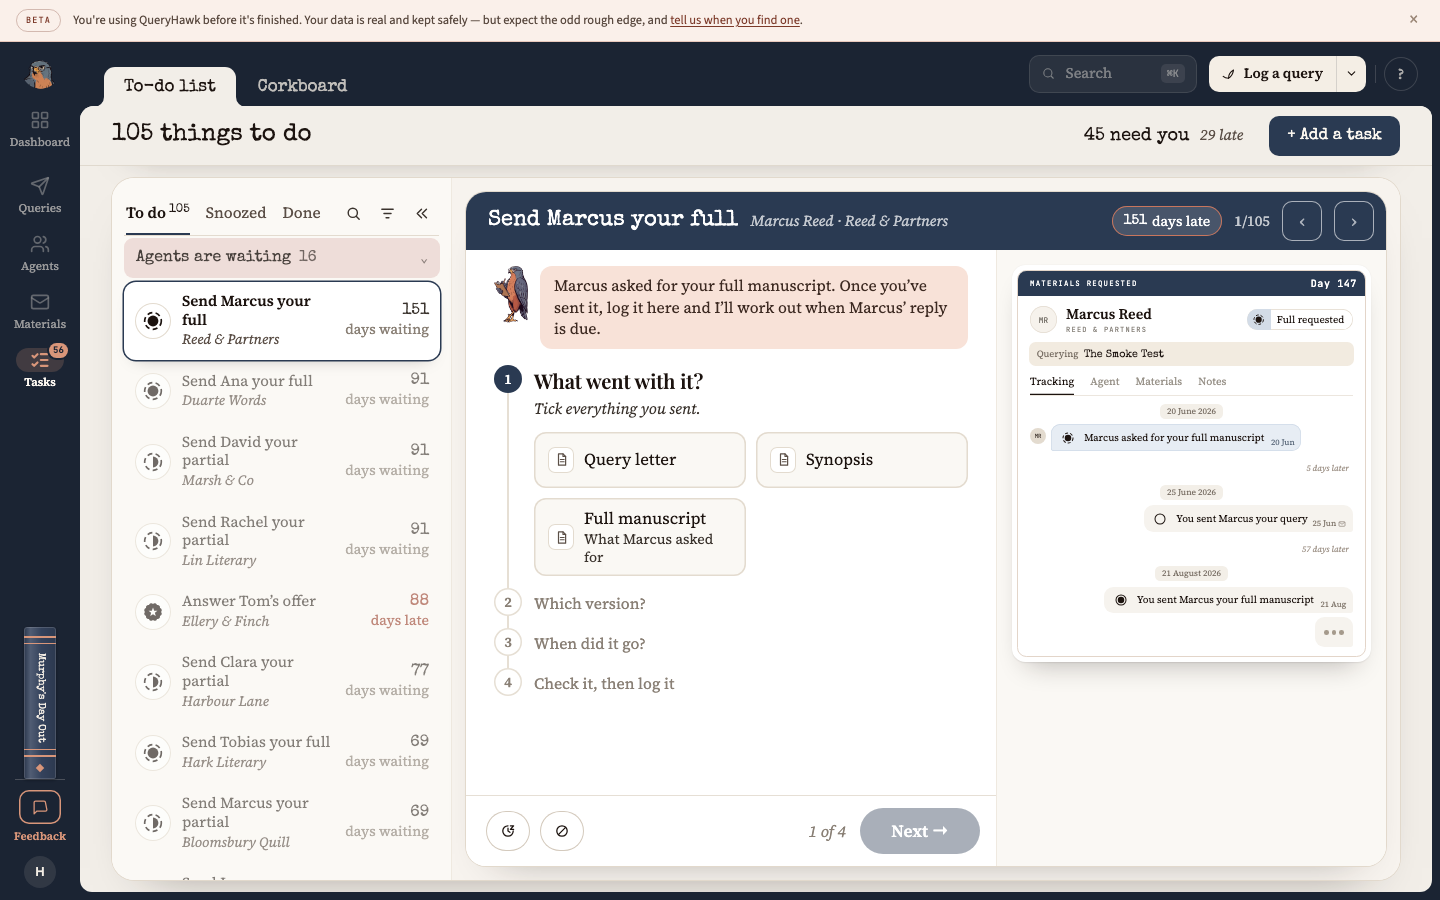 BETA
You're using QueryHawk before it's finished. Your data is real and kept safely — but expect the odd rough edge, and tell us when you find one.
×
To-do list
Corkboard
Search
⌘K
Log a query
?
Dashboard
Queries
Agents
Materials
56
Tasks
Murphy's Day Out
Feedback
H
105 things to do
45 need you
29 late
+ Add a task
To do 105
Snoozed
Done
Agents are waiting 16
Send Marcus your full
Reed & Partners
151
days waiting
Send Ana your full
Duarte Words
91
days waiting
Send David your partial
Marsh & Co
91
days waiting
Send Rachel your partial
Lin Literary
91
days waiting
Answer Tom's offer
Ellery & Finch
88
days late
Send Clara your partial
Harbour Lane
77
days waiting
Send Tobias your full
Hark Literary
69
days waiting
Send Marcus your partial
Bloomsbury Quill
69
days waiting
Send Marcus your full
Marcus Reed · Reed & Partners
151 days late
1/105
‹
›
Marcus asked for your full manuscript. Once you've
sent it, log it here and I'll work out when Marcus' reply
is due.
1
What went with it?
Tick everything you sent.
Query letter
Synopsis
Full manuscript
What Marcus asked
for
2
Which version?
3
When did it go?
4
Check it, then log it
1 of 4
Next →
MATERIALS REQUESTED
Day 147
MR
Marcus Reed
REED & PARTNERS
Full requested
Querying The Smoke Test
Tracking
Agent
Materials
Notes
20 June 2026
MR
Marcus asked for your full manuscript
20 Jun
5 days later
25 June 2026
You sent Marcus your query
25 Jun
57 days later
21 August 2026
You sent Marcus your full manuscript
21 Aug